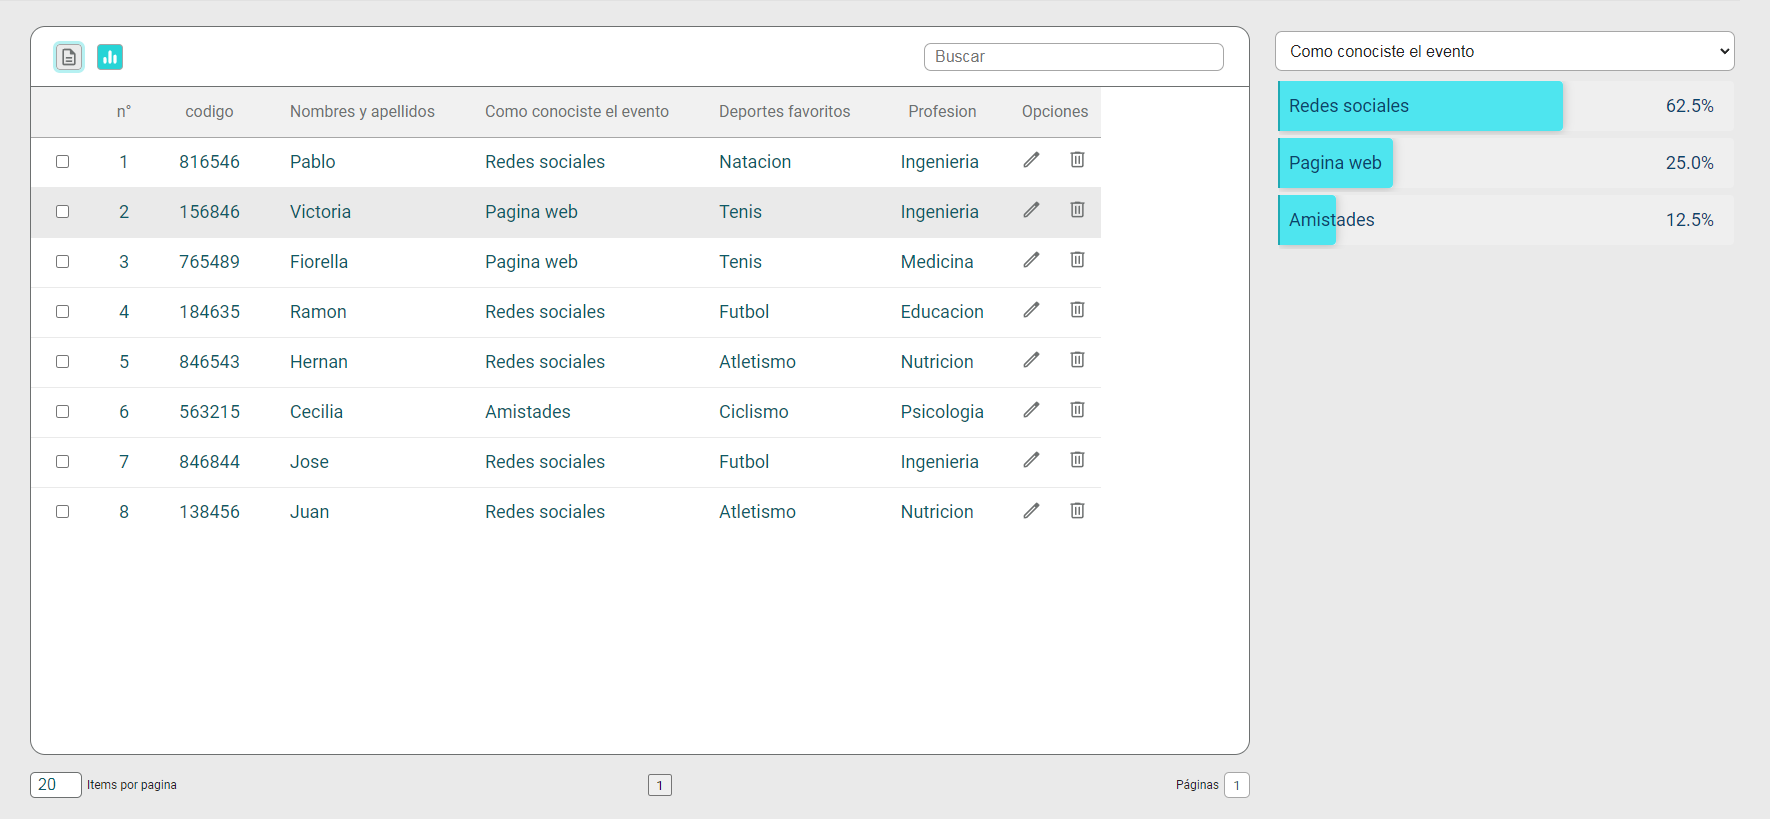 Buscar
n° codigo Nombres y apellidos Como conociste el evento Deportes favoritos Profesion Opciones
1 816546 Pablo Redes sociales Natacion Ingenieria
2 156846 Victoria Pagina web Tenis Ingenieria
3 765489 Fiorella Pagina web Tenis Medicina
4 184635 Ramon Redes sociales Futbol Educacion
5 846543 Hernan Redes sociales Atletismo Nutricion
6 563215 Cecilia Amistades Ciclismo Psicologia
7 846844 Jose Redes sociales Futbol Ingenieria
8 138456 Juan Redes sociales Atletismo Nutricion
20 Items por pagina 1 Páginas 1
Como conociste el evento
Redes sociales 62.5%
Pagina web 25.0%
Amistades 12.5%